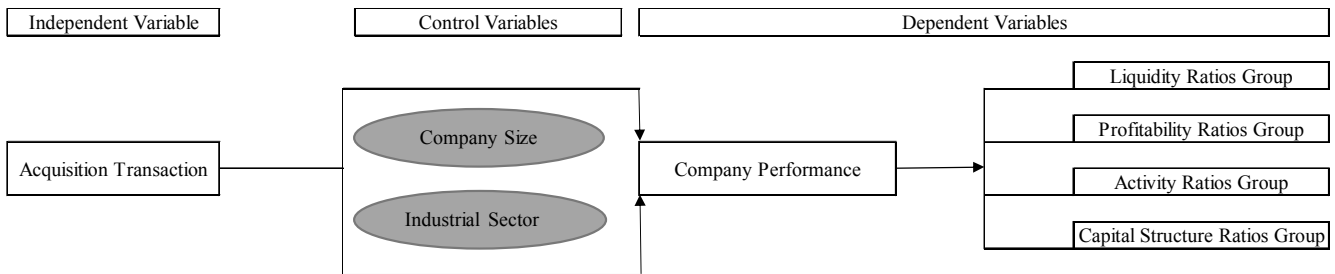 Independent Variable
Control Variables
Dependent Variables
Liquidity Ratios Group
Company Size
Profitability Ratios Group
Acquisition Transaction
Company Performance
Activity Ratios Group
Industrial Sector
Capital Structure Ratios Group